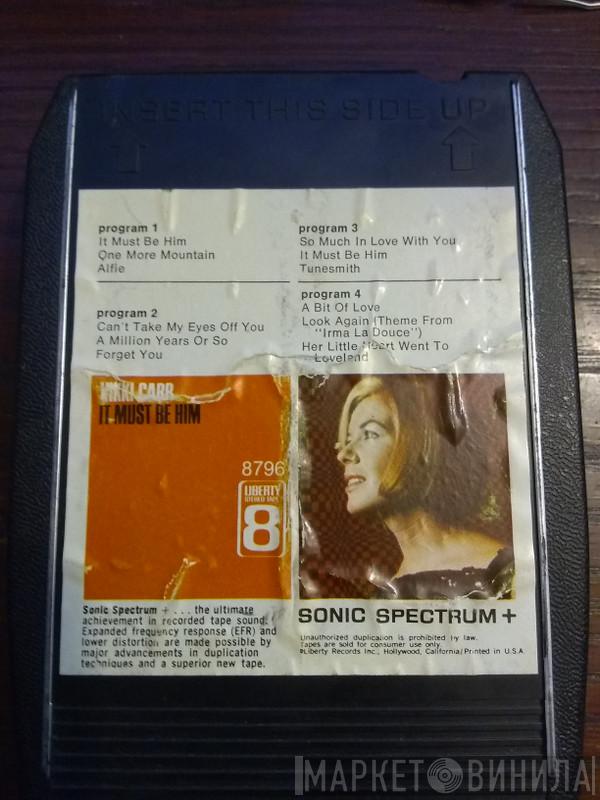 INSERT THIS SIDE UP
program 1
It Must Be Him
One More Mountain
Alfie
program 2
Can't Take My Eyes Off You
A Million Years Or So
Forget You
program 3
So Much In Love With You
It Must Be Him
Tunesmith
program 4
A Bit Of Love
Look Again (Theme From
"Irma La Douce")
Her Little Heart Went To
Loveland
VIKKI CARR
IT MUST BE HIM
8796
LIBERTY
STEREO TAPE
8
Sonic Spectrum + ... the ultimate
achievement in recorded tape sound.
Expanded frequency response (EFR) and
lower distortion are made possible by
major advancements in duplication
techniques and a superior new tape.
SONIC SPECTRUM +
Unauthorized duplication is prohibited by law.
Tapes are sold for consumer use only.
℗Liberty Records Inc., Hollywood, California/Printed in U.S.A.
МАРКЕТ ВИНИЛА